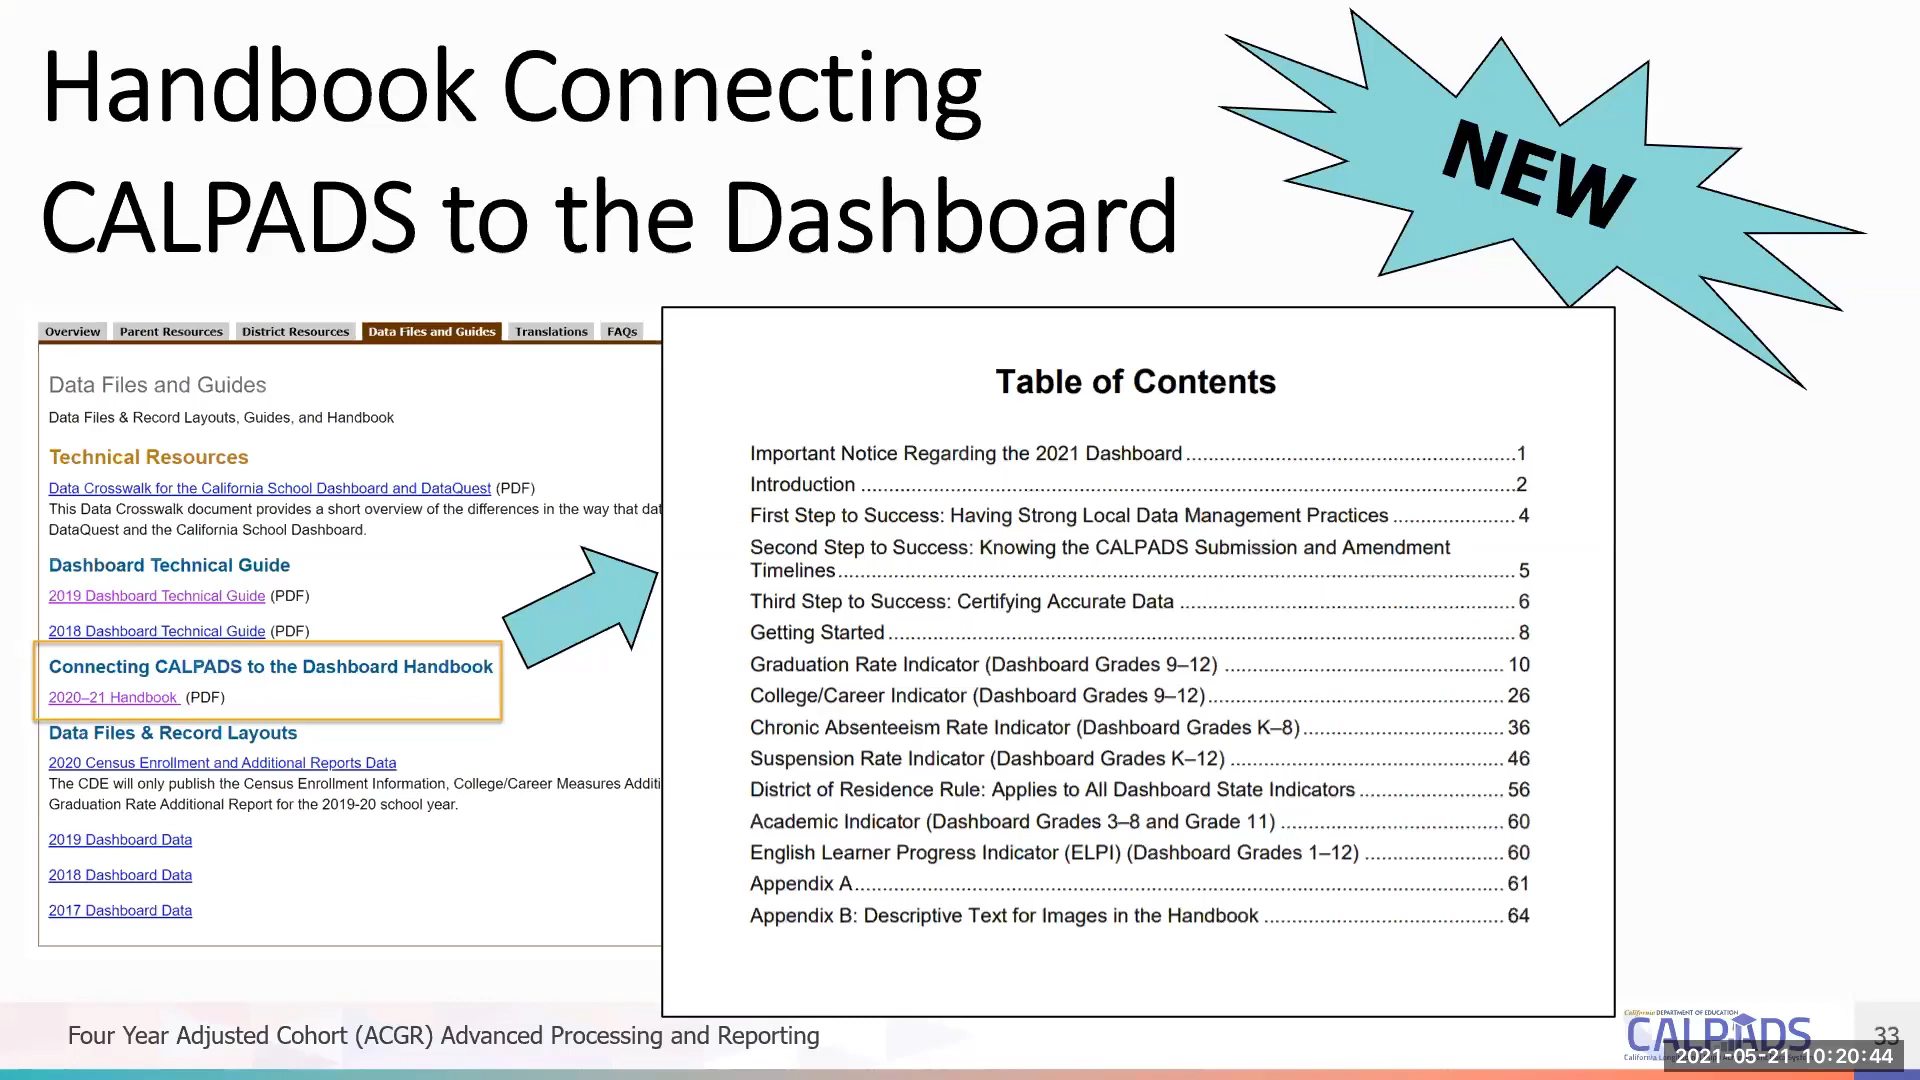 Handbook Connecting
CALPADS to the Dashboard
NEW
Overview Parent Resources District Resources Data Files and Guides Translations FAQs
Data Files and Guides
Data Files & Record Layouts, Guides, and Handbook
Technical Resources
Data Crosswalk for the California School Dashboard and DataQuest (PDF)
This Data Crosswalk document provides a short overview of the differences in the way that dat
DataQuest and the California School Dashboard.
Dashboard Technical Guide
2019 Dashboard Technical Guide (PDF)
2018 Dashboard Technical Guide (PDF)
Connecting CALPADS to the Dashboard Handbook
2020–21 Handbook (PDF)
Data Files & Record Layouts
2020 Census Enrollment and Additional Reports Data
The CDE will only publish the Census Enrollment Information, College/Career Measures Additi
Graduation Rate Additional Report for the 2019-20 school year.
2019 Dashboard Data
2018 Dashboard Data
2017 Dashboard Data
Table of Contents
Important Notice Regarding the 2021 Dashboard 1
Introduction 2
First Step to Success: Having Strong Local Data Management Practices 4
Second Step to Success: Knowing the CALPADS Submission and Amendment
Timelines 5
Third Step to Success: Certifying Accurate Data 6
Getting Started 8
Graduation Rate Indicator (Dashboard Grades 9–12) 10
College/Career Indicator (Dashboard Grades 9–12) 26
Chronic Absenteeism Rate Indicator (Dashboard Grades K–8) 36
Suspension Rate Indicator (Dashboard Grades K–12) 46
District of Residence Rule: Applies to All Dashboard State Indicators 56
Academic Indicator (Dashboard Grades 3–8 and Grade 11) 60
English Learner Progress Indicator (ELPI) (Dashboard Grades 1–12) 60
Appendix A 61
Appendix B: Descriptive Text for Images in the Handbook 64
Four Year Adjusted Cohort (ACGR) Advanced Processing and Reporting
California DEPARTMENT OF EDUCATION
CALPADS
33
2021-05-21 10:20:44